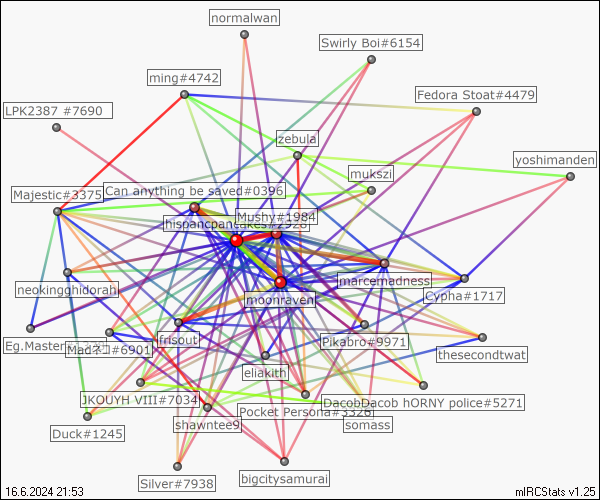 normalwan
Swirly Boi#6154
ming#4742
Fedora Stoat#4479
LPK2387 #7690
zebula
yoshimanden
mukszi
Majestic#3375
Can anything be saved#0396
Mushy#1984
hispancpancakes#2928
marcemadness
neokingghidorah
moonraven
Cypha#1717
Eg.Master
frisout
Pikabro#9971
#6901
thesecondtwat
eliakith
JKOUYH VIII#7034
DacobDacob hORNY police#5271
Pocket Persona#3326
shawntee9
somass
Duck#1245
Silver#7938
bigcitysamurai
16.6.2024 21:53
mIRCStats v1.25